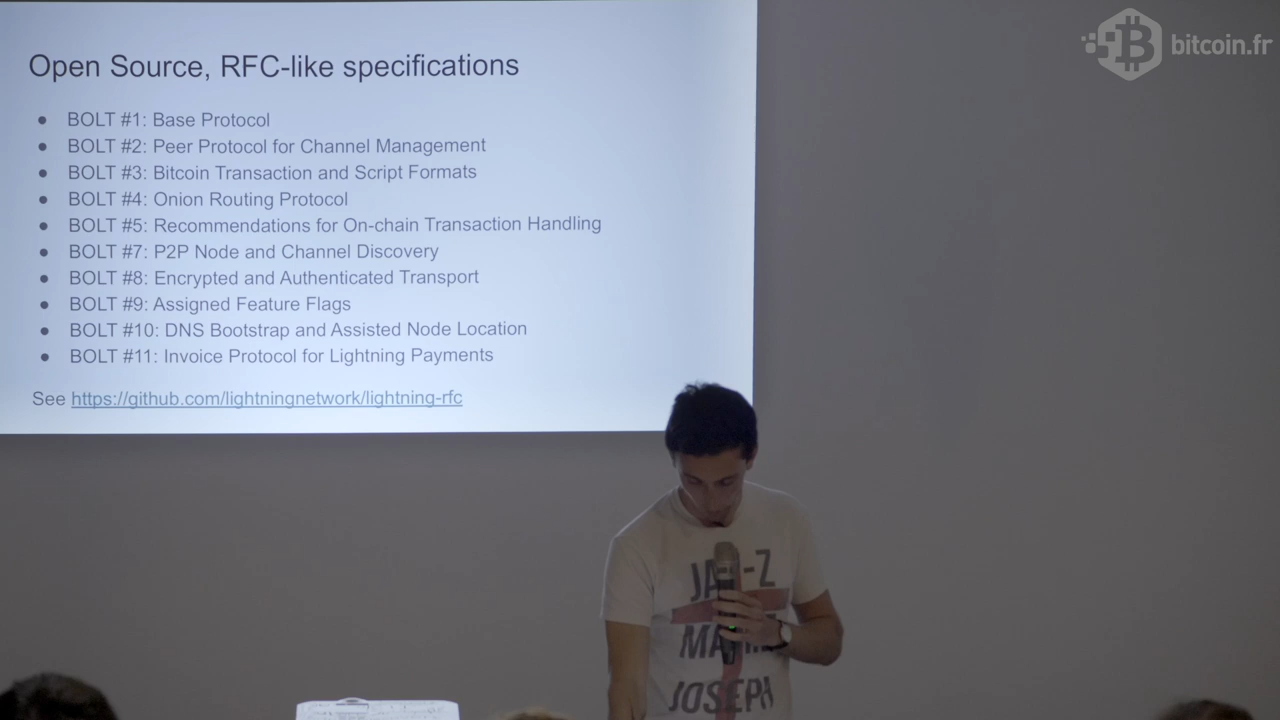 Open Source, RFC-like specifications
BOLT #1: Base Protocol
BOLT #2: Peer Protocol for Channel Management
BOLT #3: Bitcoin Transaction and Script Formats
BOLT #4: Onion Routing Protocol
BOLT #5: Recommendations for On-chain Transaction Handling
BOLT #7: P2P Node and Channel Discovery
BOLT #8: Encrypted and Authenticated Transport
BOLT #9: Assigned Feature Flags
BOLT #10: DNS Bootstrap and Assisted Node Location
BOLT #11: Invoice Protocol for Lightning Payments
See https://github.com/lightningnetwork/lightning-rfc
bitcoin.fr
JOSEPH